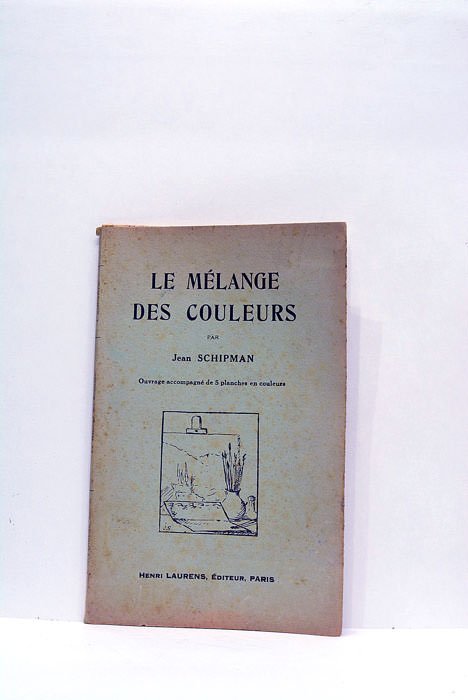 LE MÉLANGE
DES COULEURS
PAR
Jean SCHIPMAN
Ouvrage accompagné de 5 planches en couleurs
HENRI LAURENS, ÉDITEUR, PARIS